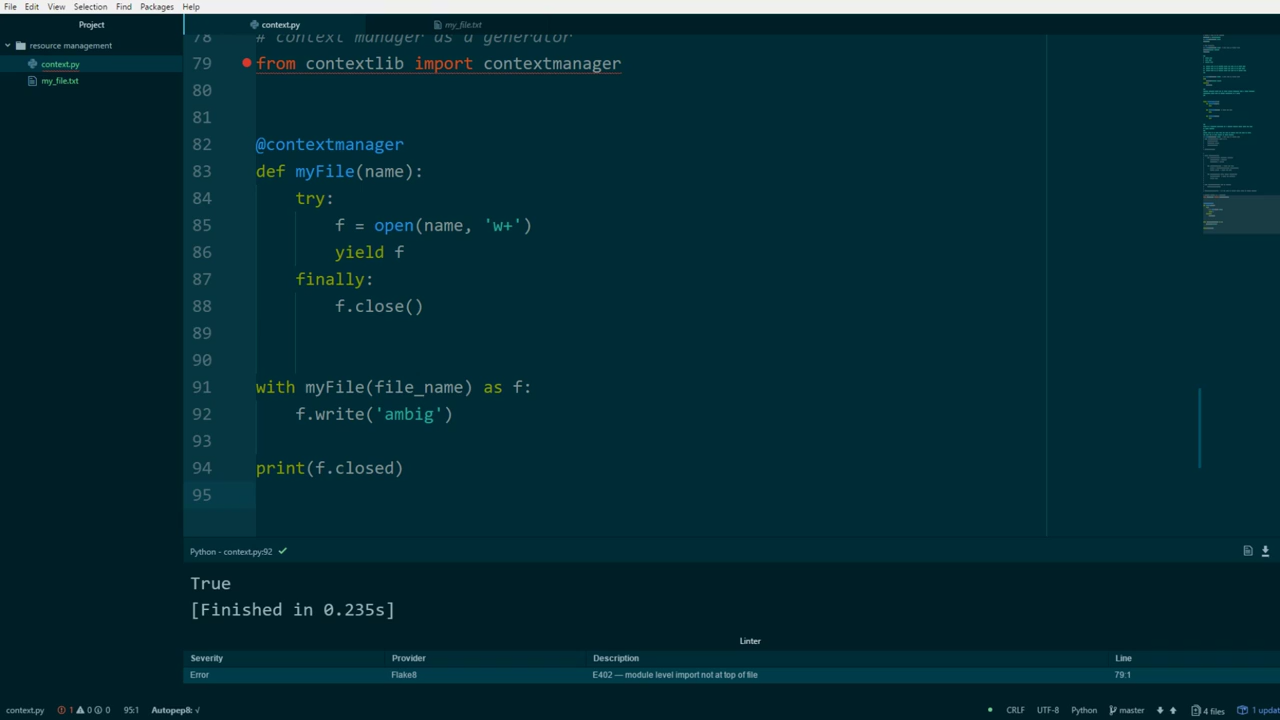 File Edit View Selection Find Packages Help
Project
context.py
my_file.txt
resource management
context.py
my_file.txt
78 # context manager as a generator
79 from contextlib import contextmanager
80
81
82 @contextmanager
83 def myFile(name):
84 try:
85 f = open(name, 'w+')
86 yield f
87 finally:
88 f.close()
89
90
91 with myFile(file_name) as f:
92 f.write('ambig')
93
94 print(f.closed)
95
Python - context.py:92
True
[Finished in 0.235s]
Linter
Severity Provider Description Line
Error Flake8 E402 — module level import not at top of file 79:1
context.py 1 0 0 95:1 Autopep8: √ CRLF UTF-8 Python master 4 files 1 updat